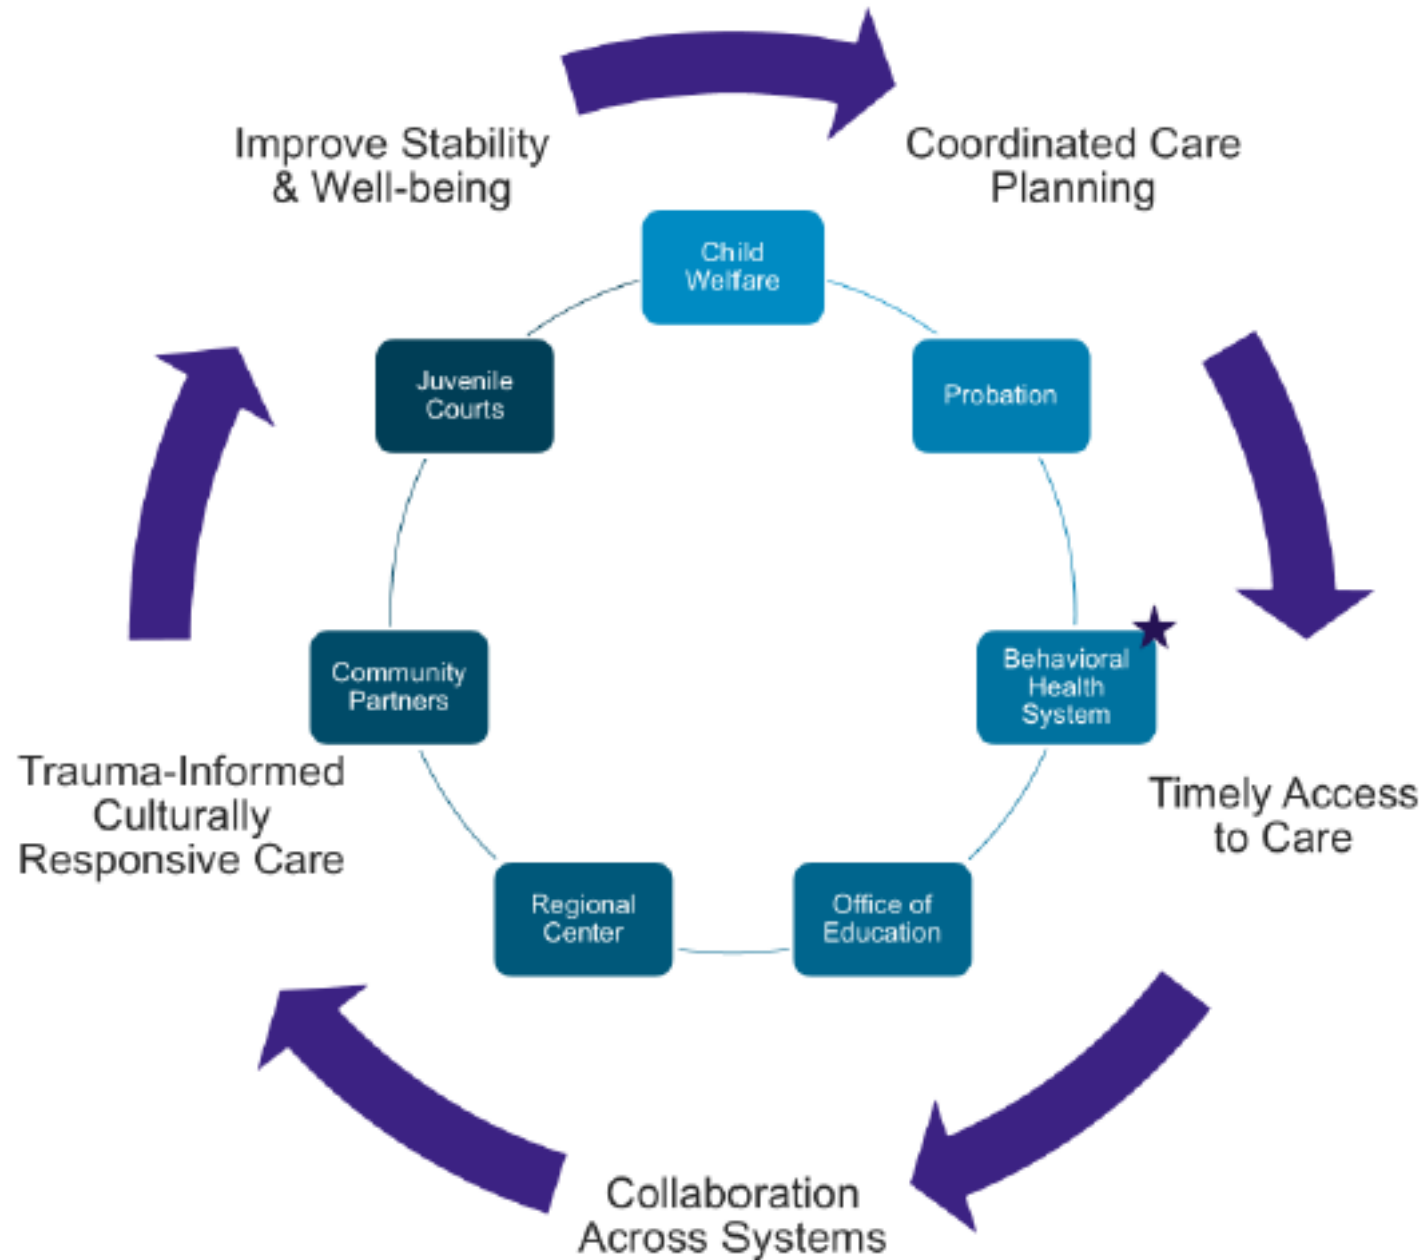 Improve Stability
& Well-being
Coordinated Care
Planning
Child
Welfare
Juvenile
Courts
Probation
Community
Partners
Behavioral
Health
System
Trauma-Informed
Culturally
Responsive Care
Timely Access
to Care
Regional
Center
Office of
Education
Collaboration
Across Systems